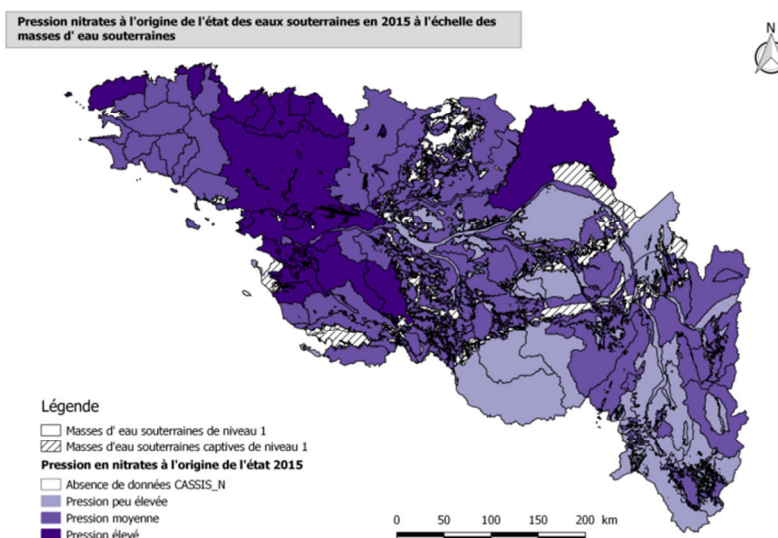 Pression nitrates à l'origine de l'état des eaux souterraines en 2015 à l'échelle des
masses d' eau souterraines
N
Légende
Masses d' eau souterraines de niveau 1
Masses d'eau souterraines captives de niveau 1
Pression en nitrates à l'origine de l'état 2015
Absence de données CASSIS_N
Pression peu élevée
Pression moyenne
Pression élevé
0 50 100 150 200 km